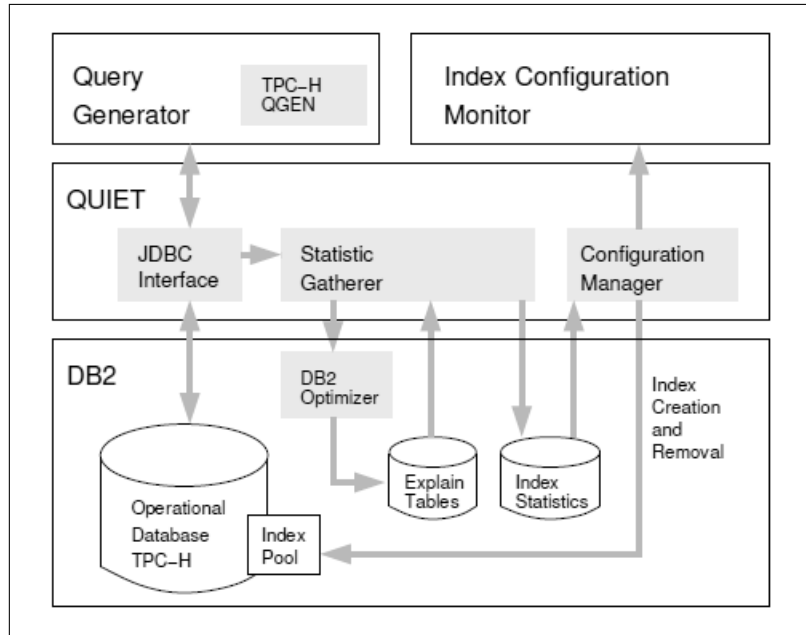 Query
Generator
TPC–H
QGEN
Index Configuration
Monitor
QUIET
JDBC
Interface
Statistic
Gatherer
Configuration
Manager
DB2
DB2
Optimizer
Index
Creation
and
Removal
Explain
Tables
Index
Statistics
Operational
Database
TPC–H
Index
Pool